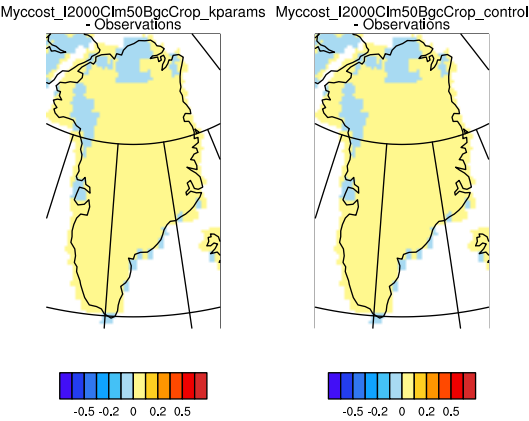 Myccost_I2000Clm50BgcCrop_kparams
- Observations
Myccost_I2000Clm50BgcCrop_control
- Observations
-0.5 -0.2 0 0.2 0.5
-0.5 -0.2 0 0.2 0.5